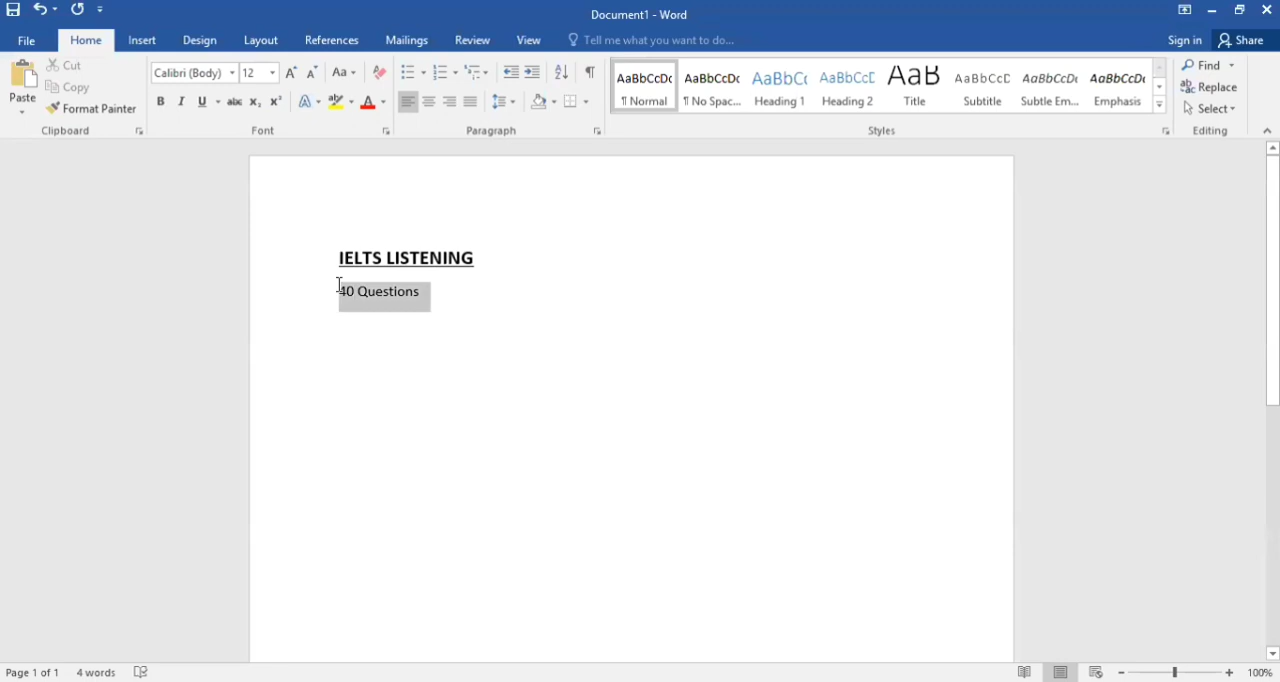 Document1 - Word
File Home Insert Design Layout References Mailings Review View Tell me what you want to do... Sign in Share
Paste
Cut
Copy
Format Painter
Clipboard
Calibri (Body) 12
Font
Paragraph
AaBbCcDc AaBbCcDc AaBbCc AaBbCcD AaB AaBbCcD AaBbCcDc AaBbCcDc
¶ Normal ¶ No Spac... Heading 1 Heading 2 Title Subtitle Subtle Em... Emphasis
Styles
Find
Replace
Select
Editing
IELTS LISTENING
40 Questions
Page 1 of 1 4 words 100%